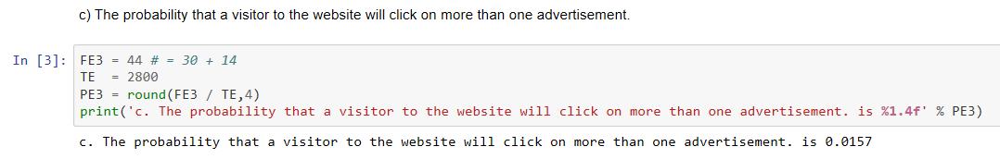 c) The probability that a visitor to the website will click on more than one advertisement.
In [3]: FE3 = 44 # = 30 + 14
TE  = 2800
PE3 = round(FE3 / TE,4)
print('c. The probability that a visitor to the website will click on more than one advertisement. is %1.4f' % PE3)
c. The probability that a visitor to the website will click on more than one advertisement. is 0.0157